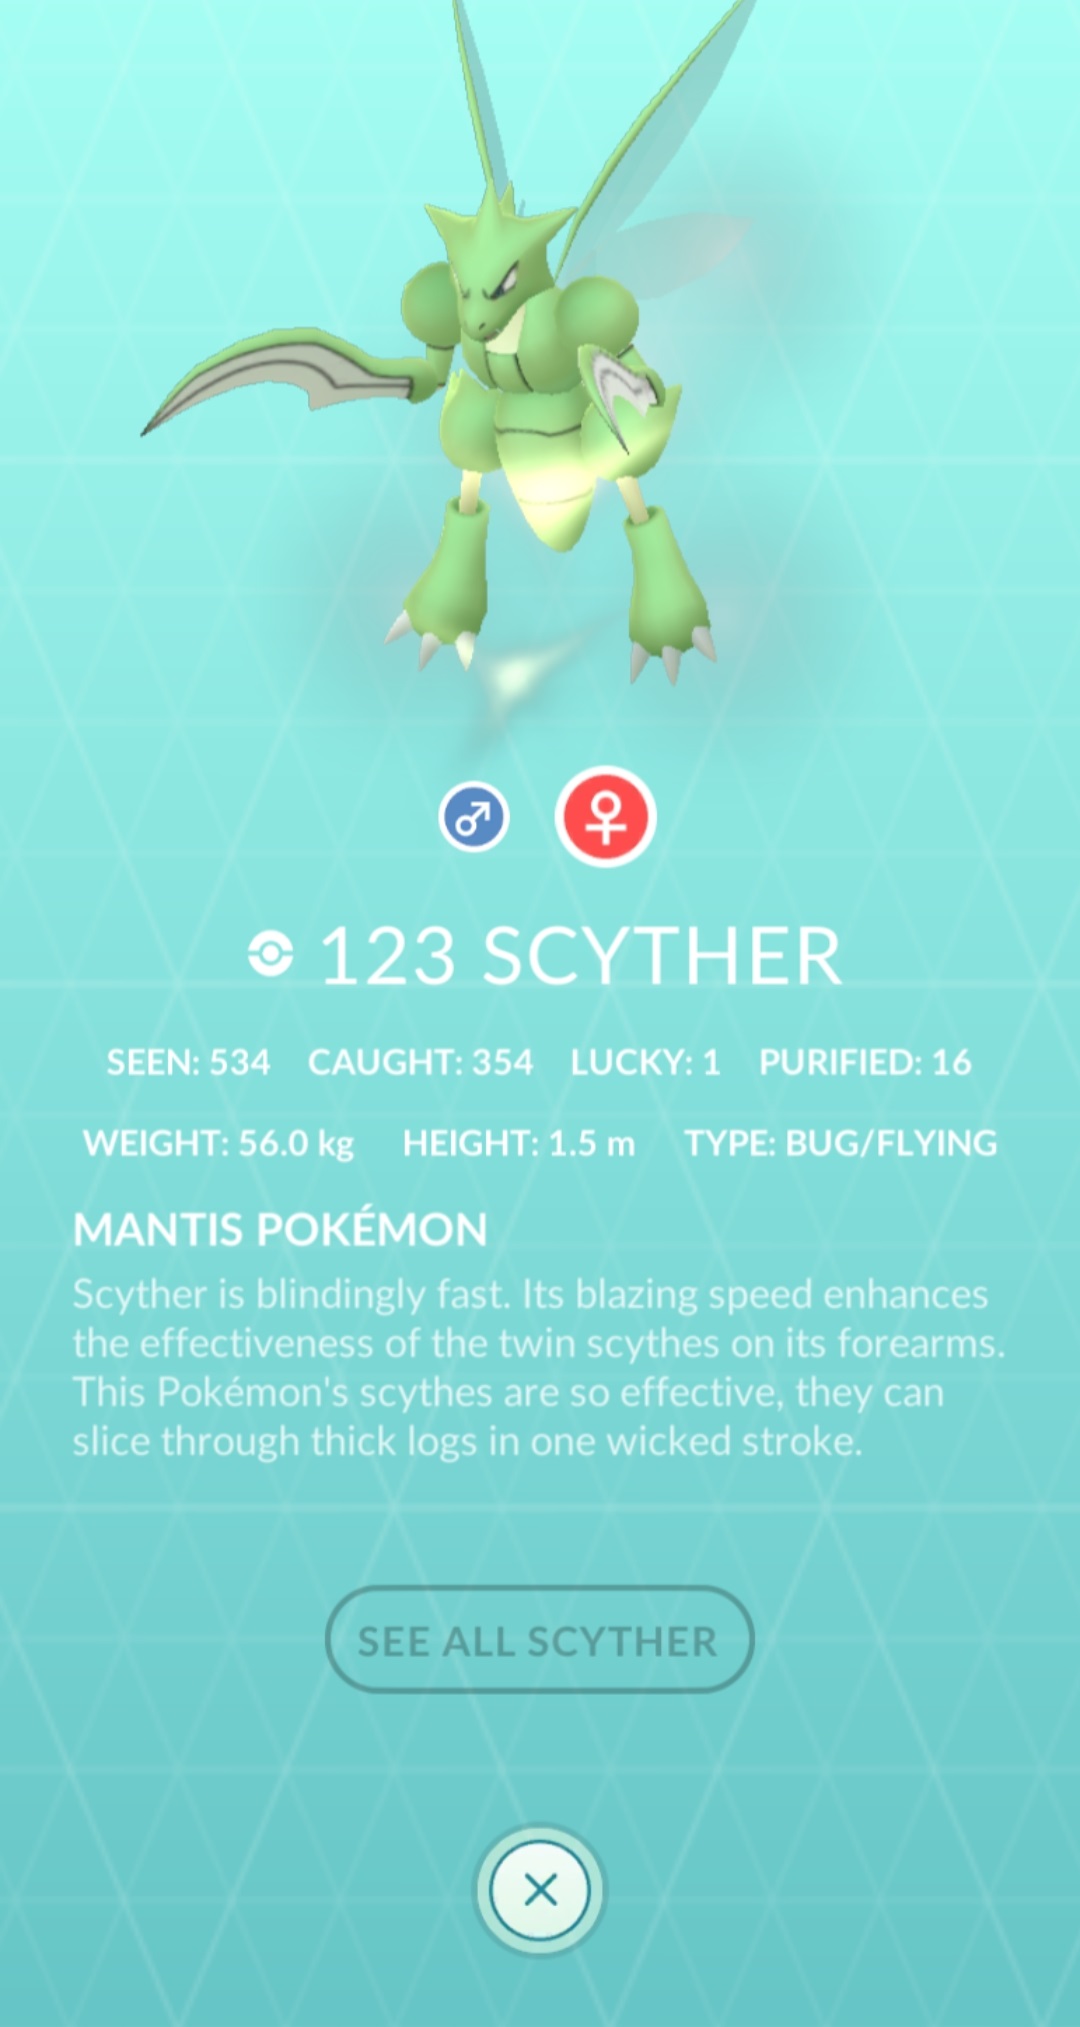 123 SCYTHER
SEEN: 534 CAUGHT: 354 LUCKY: 1 PURIFIED: 16
WEIGHT: 56.0 kg HEIGHT: 1.5 m TYPE: BUG/FLYING
MANTIS POKÉMON
Scyther is blindingly fast. Its blazing speed enhances
the effectiveness of the twin scythes on its forearms.
This Pokémon's scythes are so effective, they can
slice through thick logs in one wicked stroke.
SEE ALL SCYTHER